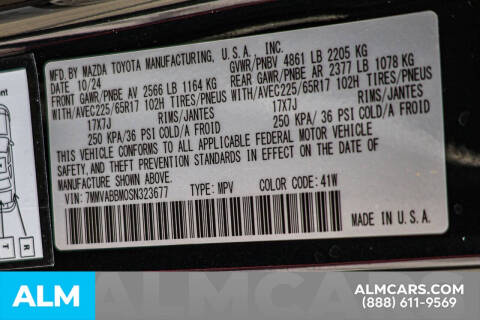 MFD. BY MAZDA TOYOTA MANUFACTURING, U.S.A. INC.
DATE 10/24 GVWR/PNBV 4861 LB 2205 KG
FRONT GAWR/PNBE AV 2566 LB 1164 KG REAR GAWR/PNBE AR 2377 LB 1078 KG
WITH/AVEC225/65R17 102H TIRES/PNEUS WITH/AVEC225/65R17 102H TIRES/PNEUS
17X7J RIMS/JANTES 17X7J RIMS/JANTES
250 KPA/ 36 PSI COLD/A FROID 250 KPA/ 36 PSI COLD/A FROID
THIS VEHICLE CONFORMS TO ALL APPLICABLE FEDERAL MOTOR VEHICLE
SAFETY, AND THEFT PREVENTION STANDARDS IN EFFECT ON THE DATE OF
MANUFACTURE SHOWN ABOVE.
VIN: 7MMVABBM0SN323677 TYPE: MPV COLOR CODE: 41W
MADE IN U.S.A.
ALM
ALMCARS.COM
(888) 611-9569